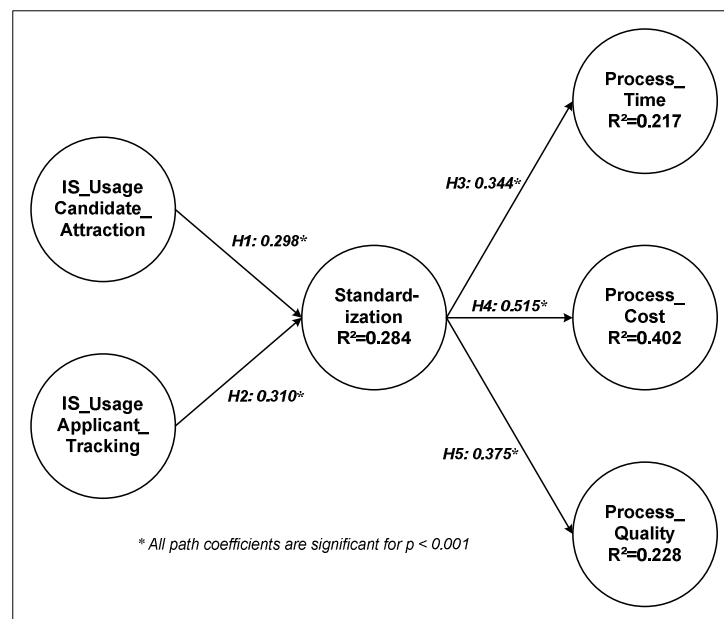 IS_Usage
Candidate_
Attraction
IS_Usage
Applicant_
Tracking
H1: 0.298*
H2: 0.310*
Standard-
ization
R²=0.284
H3: 0.344*
H4: 0.515*
H5: 0.375*
Process_
Time
R²=0.217
Process_
Cost
R²=0.402
Process_
Quality
R²=0.228
* All path coefficients are significant for p < 0.001